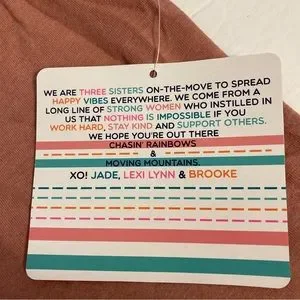 WE ARE THREE SISTERS ON-THE-MOVE TO SPREAD
HAPPY VIBES EVERYWHERE. WE COME FROM A
LONG LINE OF STRONG WOMEN WHO INSTILLED IN
US THAT NOTHING IS IMPOSSIBLE IF YOU
WORK HARD, STAY KIND AND SUPPORT OTHERS.
WE HOPE YOU'RE OUT THERE
CHASIN' RAINBOWS
&
MOVING MOUNTAINS.
XO! JADE, LEXI LYNN & BROOKE